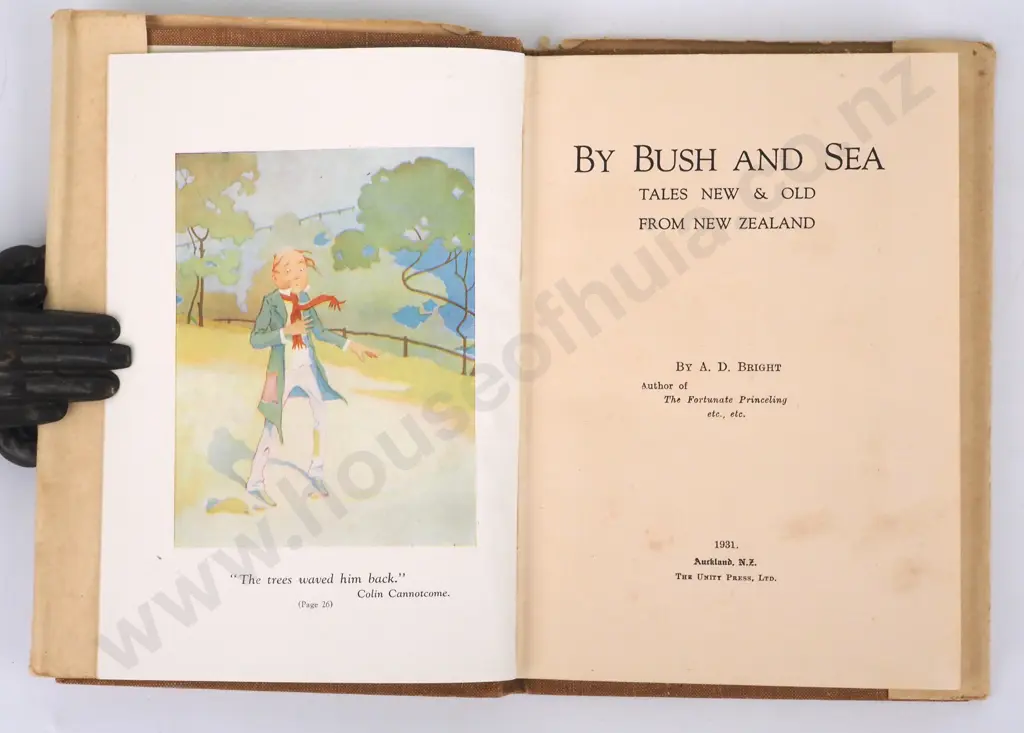 "The trees waved him back."
Colin Cannotcome.
(Page 26)
BY BUSH AND SEA
TALES NEW & OLD
FROM NEW ZEALAND
BY A. D. BRIGHT
Author of
The Fortunate Princeling
etc., etc.
1931.
Auckland, N.Z.
THE UNITY PRESS, LTD.
www.houseofhula.co.nz